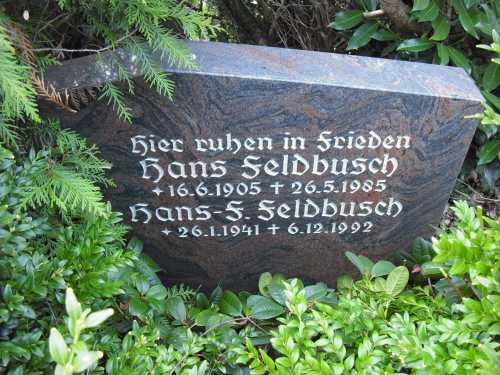 Hier ruhen in Frieden
Hans Feldbusch
* 16.6.1905 † 26.5.1985
Hans-F. Feldbusch
* 26.1.1941 † 6.12.1992